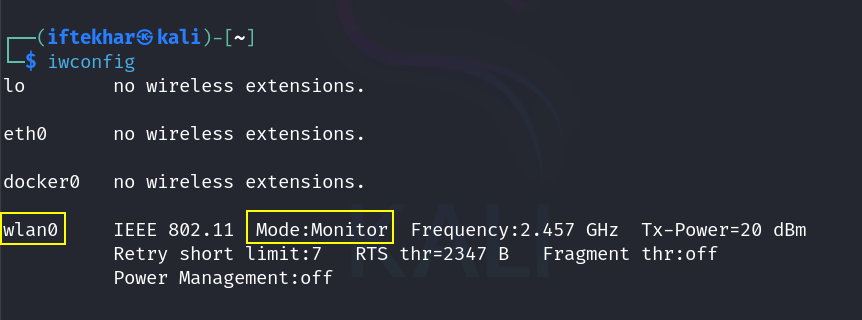 (iftekhar㉿kali)-[~]
$ iwconfig
lo        no wireless extensions.
eth0      no wireless extensions.
docker0   no wireless extensions.
wlan0     IEEE 802.11  Mode:Monitor  Frequency:2.457 GHz  Tx-Power=20 dBm
          Retry short limit:7   RTS thr=2347 B   Fragment thr:off
          Power Management:off
KALI